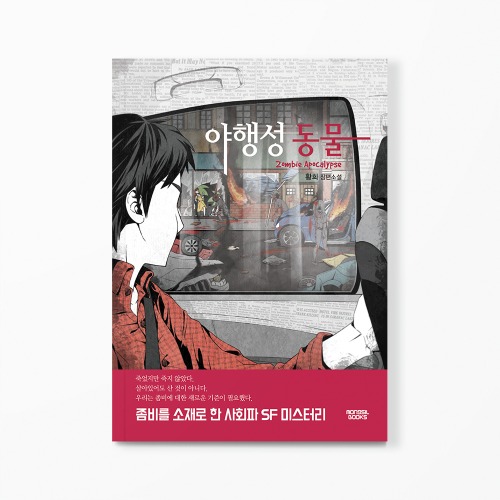 야행성 동물
Zombie Apocalypse
황희 장편소설
죽었지만 죽지 않았다.
살아있어도 산 것이 아니다.
우리는 좀비에 대한 새로운 기준이 필요했다.
좀비를 소재로 한 사회파 SF 미스터리
MONGSIL
BOOKS